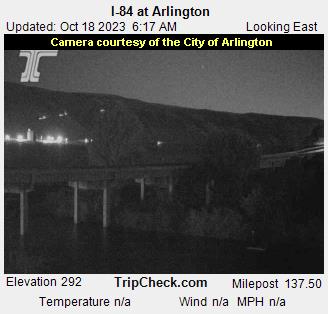 I-84 at Arlington
Updated: Oct 18 2023 6:17 AM Looking East
Camera courtesy of the City of Arlington
Elevation 292 TripCheck.com Milepost 137.50
Temperature n/a Wind n/a MPH n/a